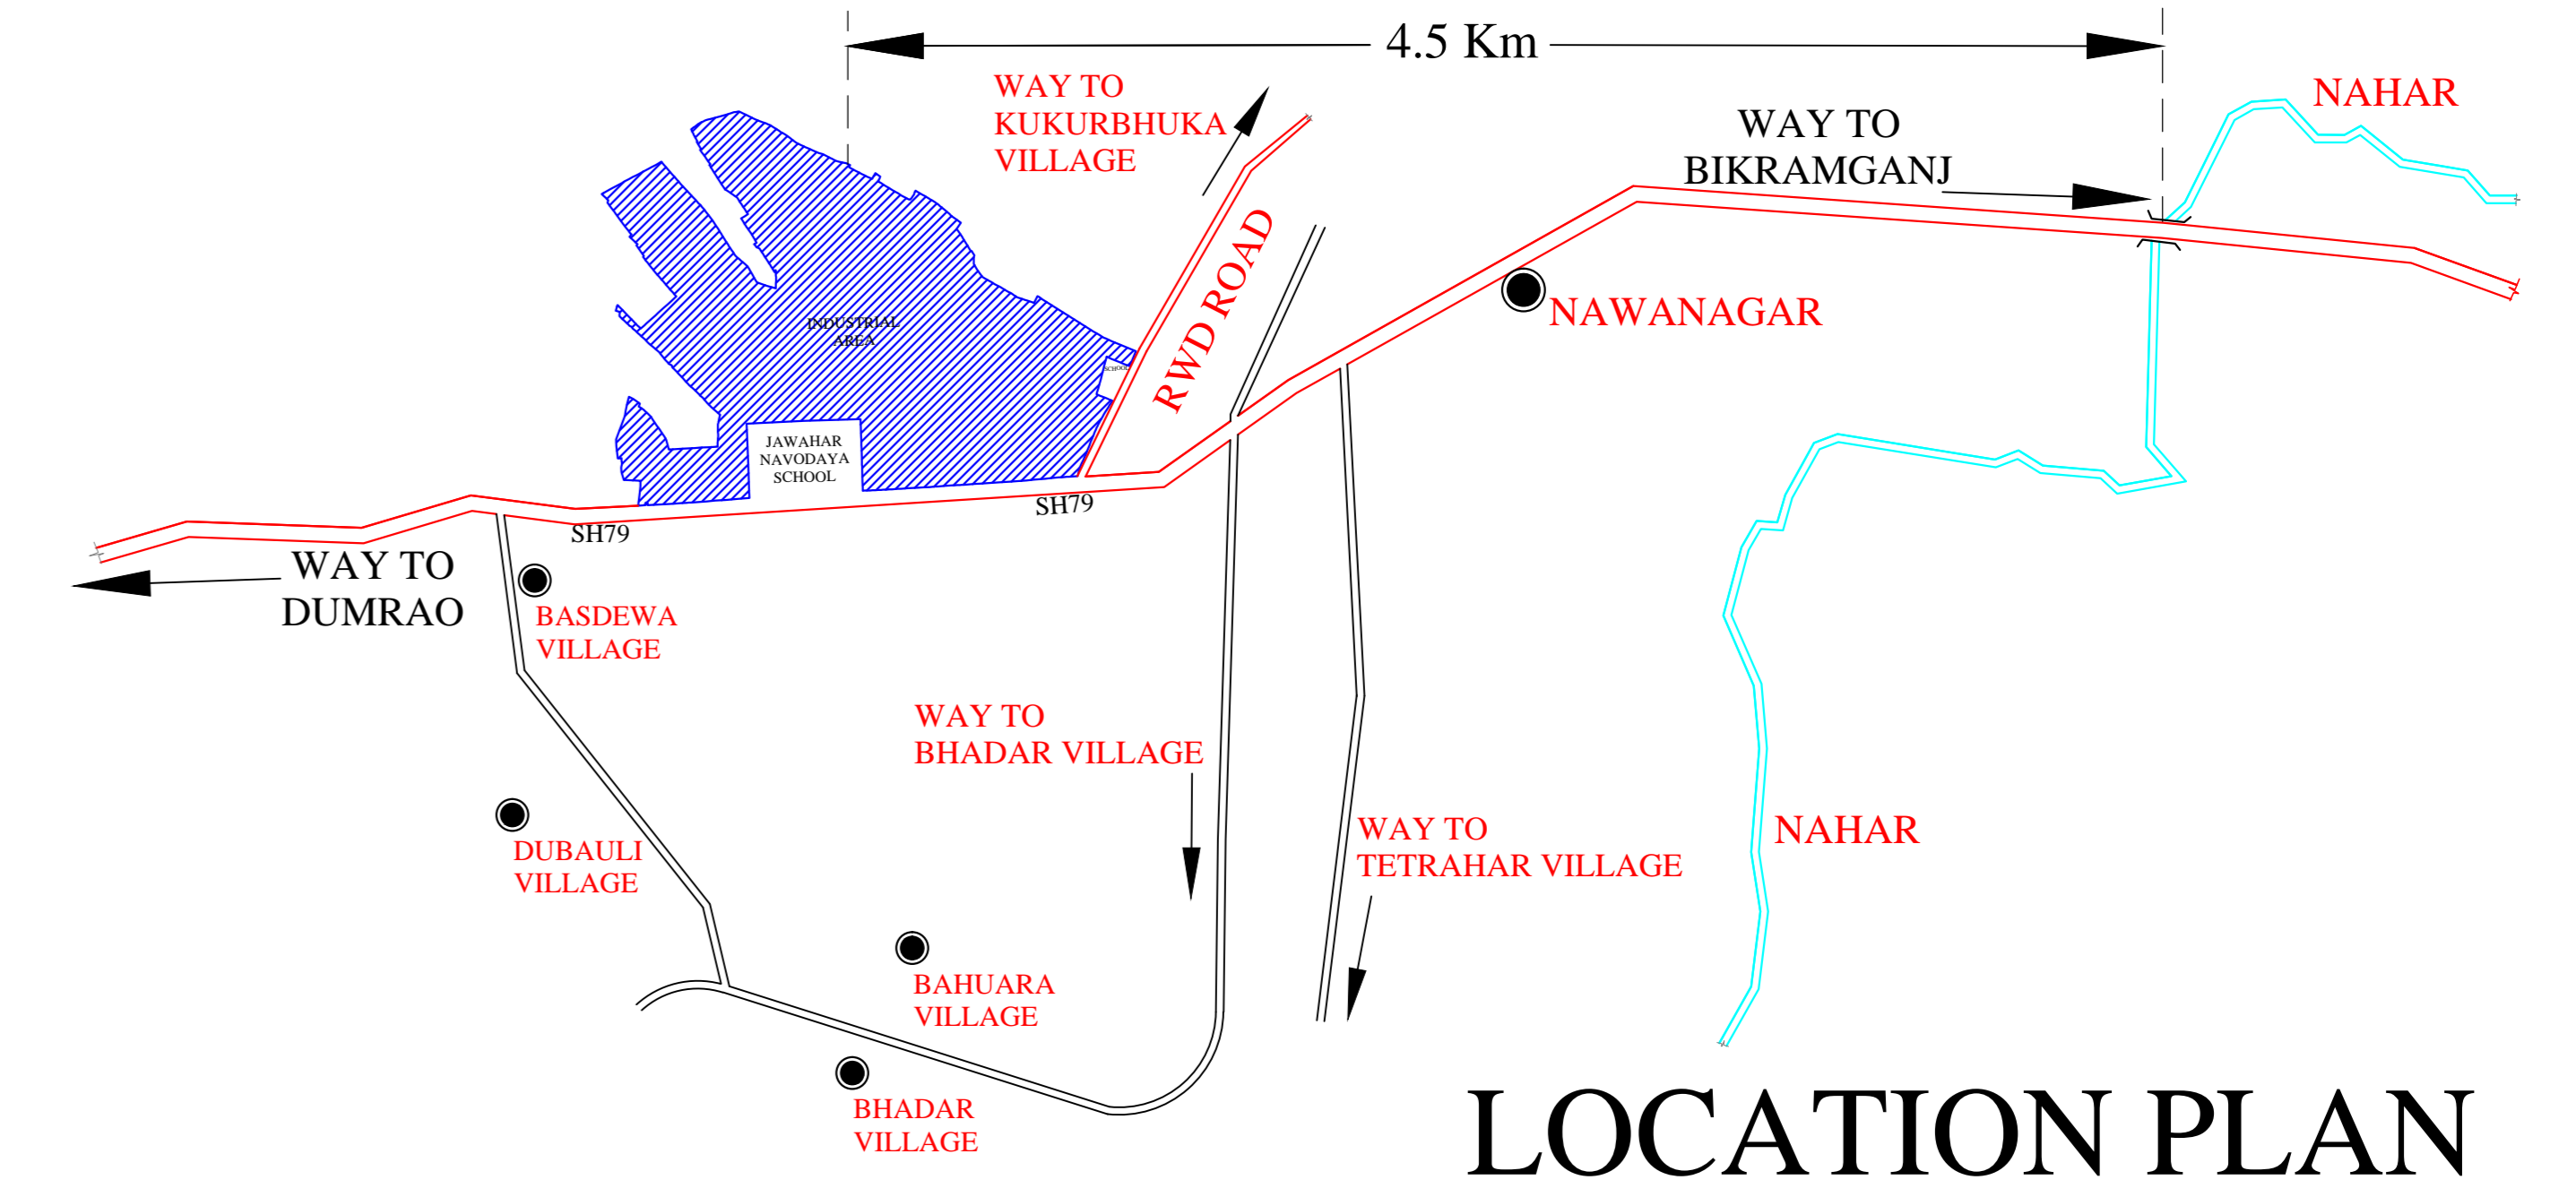 4.5 Km
WAY TO
KUKURBHUKA
VILLAGE
NAHAR
WAY TO
BIKRAMGANJ
RWD ROAD
NAWANAGAR
INDUSTRIAL
AREA
SCHOOL
JAWAHAR
NAVODAYA
SCHOOL
SH79
SH79
WAY TO
DUMRAO
BASDEWA
VILLAGE
WAY TO
BHADAR VILLAGE
DUBAULI
VILLAGE
WAY TO
TETRAHAR VILLAGE
NAHAR
BAHUARA
VILLAGE
BHADAR
VILLAGE
LOCATION PLAN